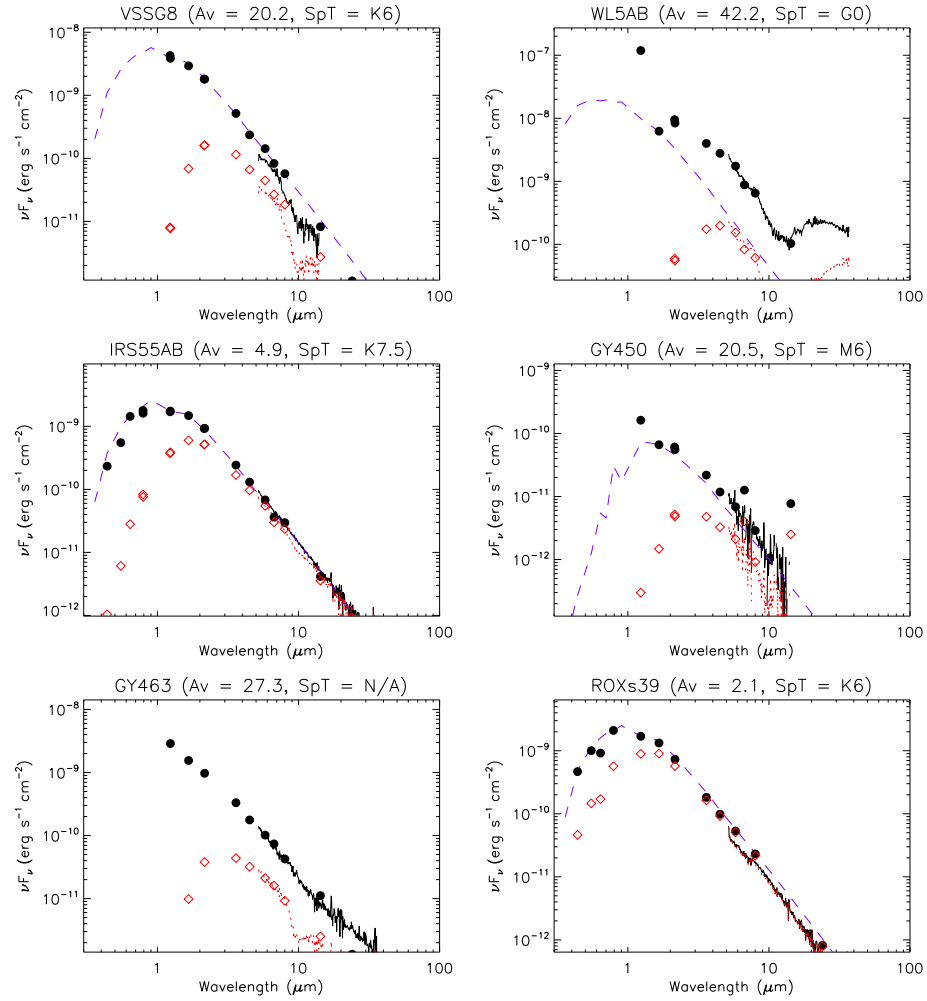 VSSG8 (Av = 20.2, SpT = K6)
10⁻⁸
10⁻⁹
10⁻¹⁰
10⁻¹¹
νFν (erg s⁻¹ cm⁻²)
1 10 100
Wavelength (μm)
WL5AB (Av = 42.2, SpT = G0)
10⁻⁷
10⁻⁸
10⁻⁹
10⁻¹⁰
νFν (erg s⁻¹ cm⁻²)
1 10 100
Wavelength (μm)
IRS55AB (Av = 4.9, SpT = K7.5)
10⁻⁹
10⁻¹⁰
10⁻¹¹
10⁻¹²
νFν (erg s⁻¹ cm⁻²)
1 10 100
Wavelength (μm)
GY450 (Av = 20.5, SpT = M6)
10⁻⁹
10⁻¹⁰
10⁻¹¹
10⁻¹²
νFν (erg s⁻¹ cm⁻²)
1 10 100
Wavelength (μm)
GY463 (Av = 27.3, SpT = N/A)
10⁻⁸
10⁻⁹
10⁻¹⁰
10⁻¹¹
νFν (erg s⁻¹ cm⁻²)
1 10 100
Wavelength (μm)
ROXs39 (Av = 2.1, SpT = K6)
10⁻⁹
10⁻¹⁰
10⁻¹¹
10⁻¹²
νFν (erg s⁻¹ cm⁻²)
1 10 100
Wavelength (μm)